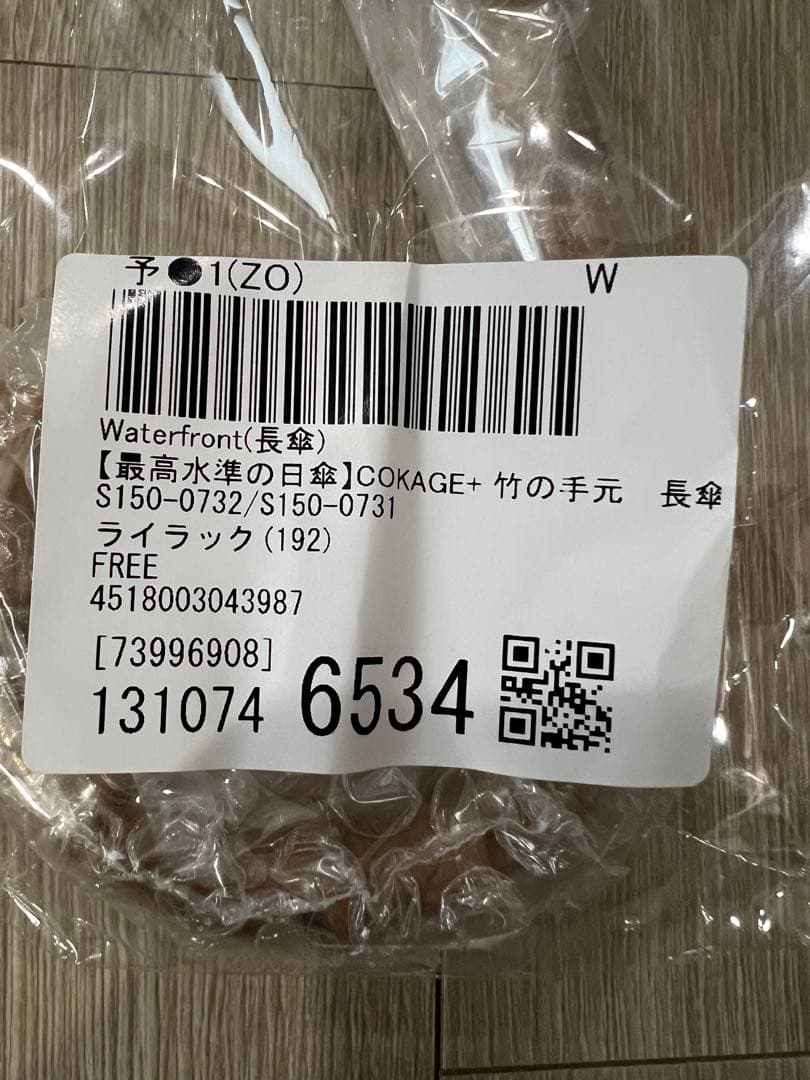 予●1(ZO) W
Waterfront(長傘)
【最高水準の日傘】COKAGE+ 竹の手元　長傘
S150-0732/S150-0731
ライラック(192)
FREE
4518003043987
[73996908]
131074 6534